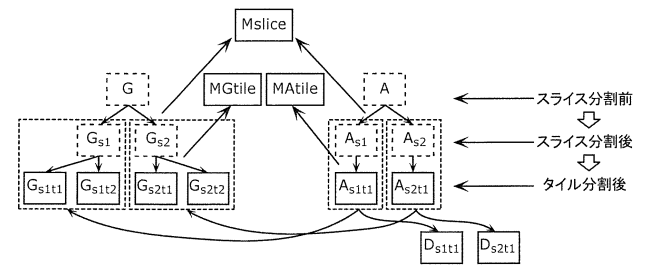 Mslice
G
MGtile
MAtile
A
スライス分割前
Gs1
Gs2
As1
As2
スライス分割後
Gs1t1
Gs1t2
Gs2t1
Gs2t2
As1t1
As2t1
タイル分割後
Ds1t1
Ds2t1